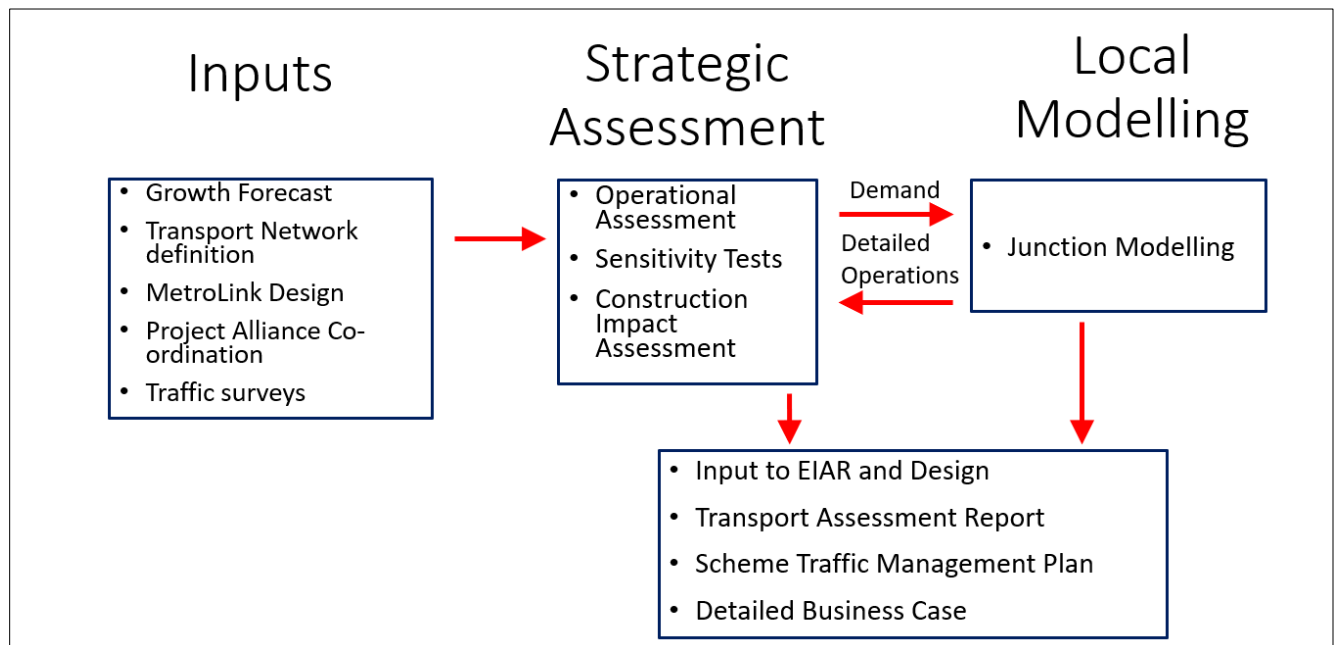 Inputs
Strategic
Assessment
Local
Modelling
• Growth Forecast
• Transport Network
definition
• MetroLink Design
• Project Alliance Co-
ordination
• Traffic surveys
• Operational
Assessment
• Sensitivity Tests
• Construction
Impact
Assessment
Demand
Detailed
Operations
• Junction Modelling
• Input to EIAR and Design
• Transport Assessment Report
• Scheme Traffic Management Plan
• Detailed Business Case